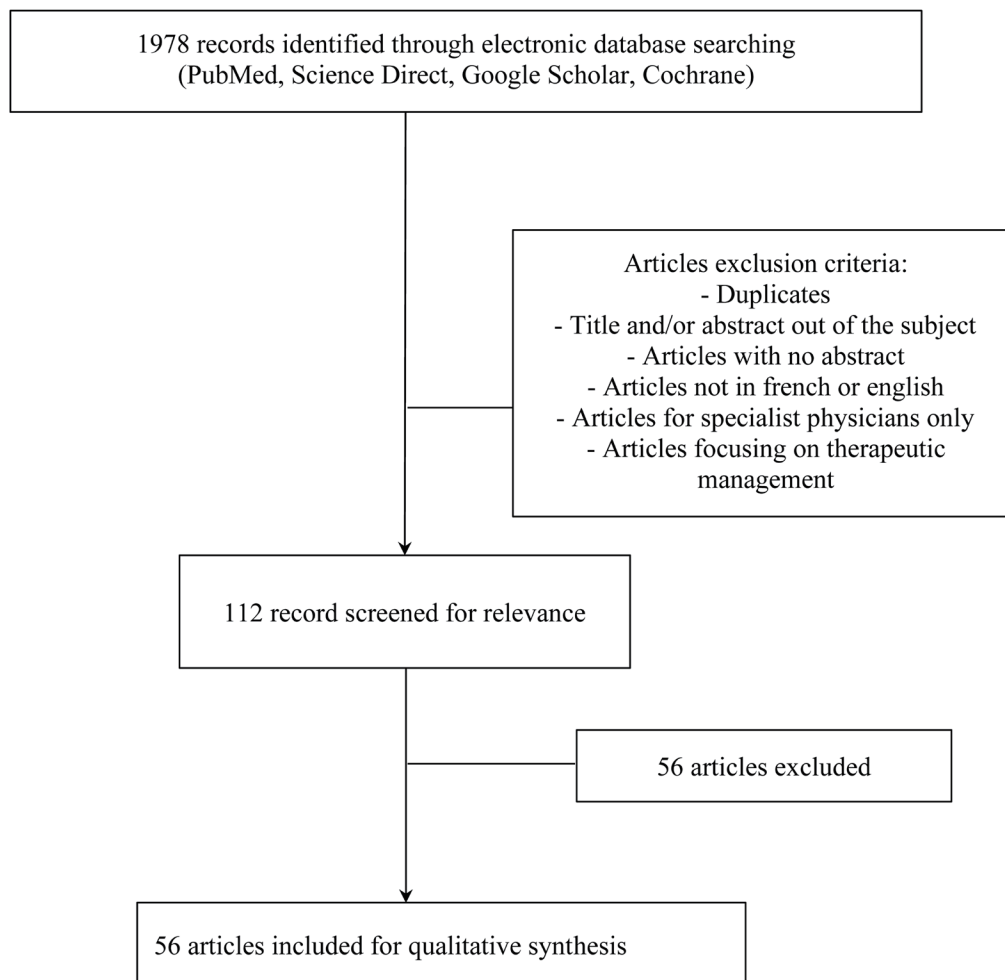 1978 records identified through electronic database searching
(PubMed, Science Direct, Google Scholar, Cochrane)
Articles exclusion criteria:
- Duplicates
- Title and/or abstract out of the subject
- Articles with no abstract
- Articles not in french or english
- Articles for specialist physicians only
- Articles focusing on therapeutic
management
112 record screened for relevance
56 articles excluded
56 articles included for qualitative synthesis